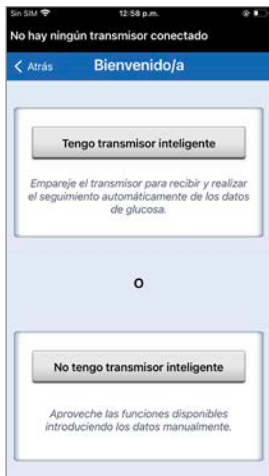 Sin SIM 12:58 p.m.
No hay ningún transmisor conectado
Atrás Bienvenido/a
Tengo transmisor inteligente
Empareje el transmisor para recibir y realizar
el seguimiento automáticamente de los datos
de glucosa.
O
No tengo transmisor inteligente
Aproveche las funciones disponibles
introduciendo los datos manualmente.